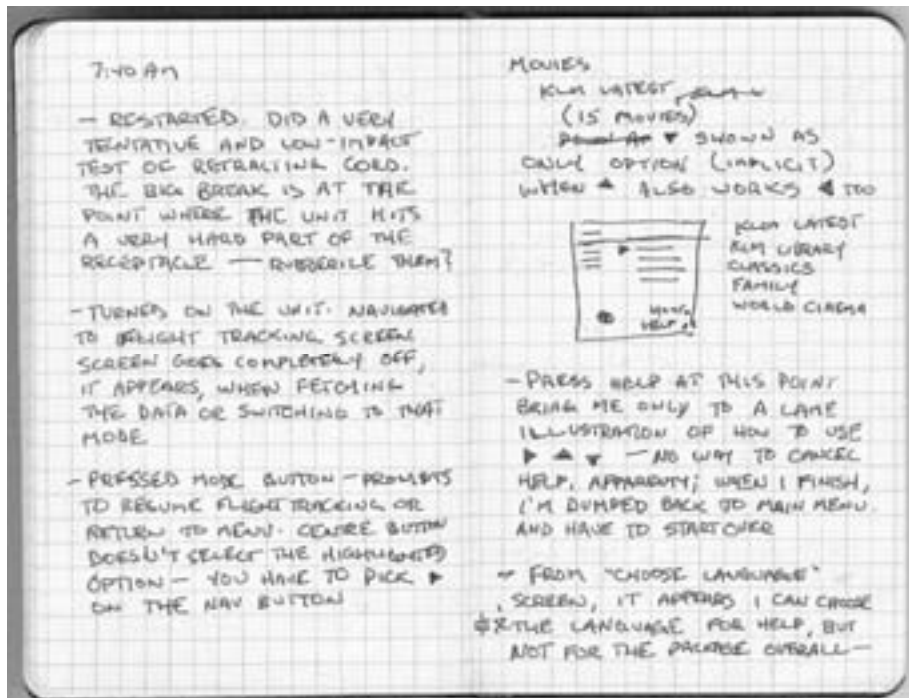 7:40 AM
— RESTARTED. DID A VERY
TENTATIVE AND LOW-IMPACT
TEST OF RETRACTING CORD.
THE BIG BREAK IS AT THE
POINT WHERE THE UNIT HITS
A VERY HARD PART OF THE
RECEPTACLE — THEM?
- TURNED ON THE UNIT. NAVIGATED
TO FLIGHT TRACKING SCREEN
SCREEN GOES COMPLETELY OFF,
IT APPEARS, WHEN FETCHING
THE DATA OR SWITCHING TO THAT
MODE
- PRESSED MODE BUTTON — PROMPTS
TO RESUME FLIGHT TRACKING OR
RETURN TO MENU. CENTRE BUTTON
DOESN'T SELECT THE HIGHLIGHTED
OPTION — YOU HAVE TO PICK ▶
ON THE NAV BUTTON
MOVIES
KLM LATEST
(15 MOVIES)
▼ SHOWN AS
ONLY OPTION (IMPLICIT)
WHEN ▲ ALSO WORKS ◀ TOO
HELP
KLM LATEST
KLM LIBRARY
CLASSICS
FAMILY
WORLD CINEMA
- PRESS HELP AT THIS POINT
BRING ME ONLY TO A LAME
ILLUSTRATION OF HOW TO USE
▶ ▲ ▼ — NO WAY TO CANCEL
HELP, APPARENTLY; WHEN I FINISH,
I'M DUMPED BACK TO MAIN MENU.
AND HAVE TO START OVER
- FROM "CHOOSE LANGUAGE"
SCREEN, IT APPEARS I CAN CHOOSE
THE LANGUAGE FOR HELP, BUT
NOT FOR THE PACKAGE OVERALL —